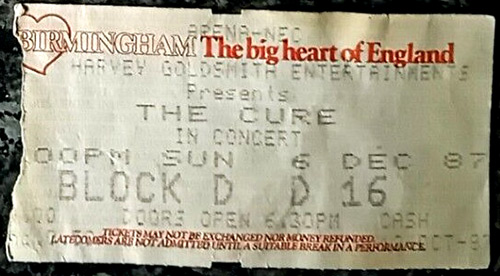 ARENA-NEC
BIRMINGHAM The big heart of England
HARVEY GOLDSMITH ENTERTAINMENTS
Presents
THE CURE
IN CONCERT
00PM SUN 6 DEC 87
BLOCK D D 16
DOORS OPEN 6.30PM CASH
TICKETS MAY NOT BE EXCHANGED NOR MONEY REFUNDED.
LATECOMERS ARE NOT ADMITTED UNTIL A SUITABLE BREAK IN A PERFORMANCE.